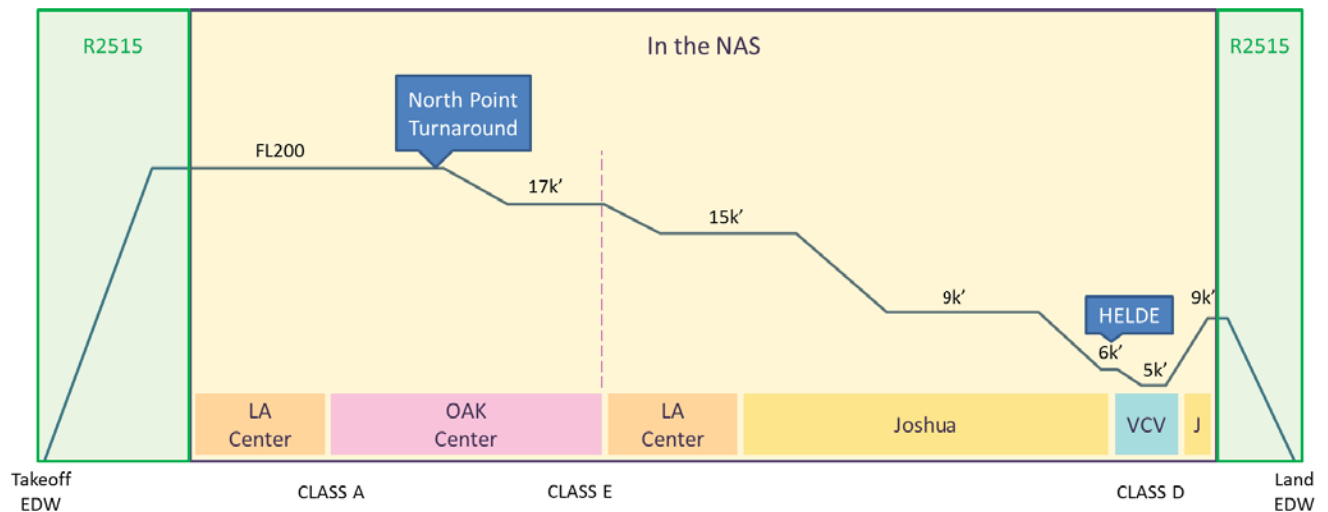 R2515
In the NAS
R2515
North Point
Turnaround
FL200
17k’
15k’
9k’
HELDE
6k’
5k’
9k’
LA
Center
OAK
Center
LA
Center
Joshua
VCV
J
Takeoff
EDW
CLASS A
CLASS E
CLASS D
Land
EDW